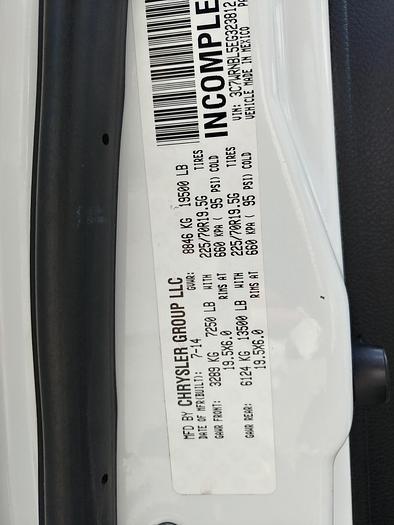 MFD BY CHRYSLER GROUP LLC
DATE OF MFR(BUILT): 7-14 GVWR: 8846 KG 19500 LB
GAWR FRONT: 3289 KG 7250 LB WITH 225/70R19.5G TIRES
19.5X6.0 RIMS AT 660 KPA ( 95 PSI) COLD
GAWR REAR: 6124 KG 13500 LB WITH 225/70R19.5G TIRES
19.5X6.0 RIMS AT 660 KPA ( 95 PSI) COLD
INCOMPLE
VIN: 3C7WRNBL5EG323812
VEHICLE MADE IN MEXICO